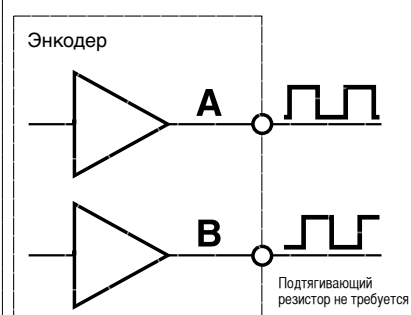 Энкодер
A
B
Подтягивающий
резистор не требуется